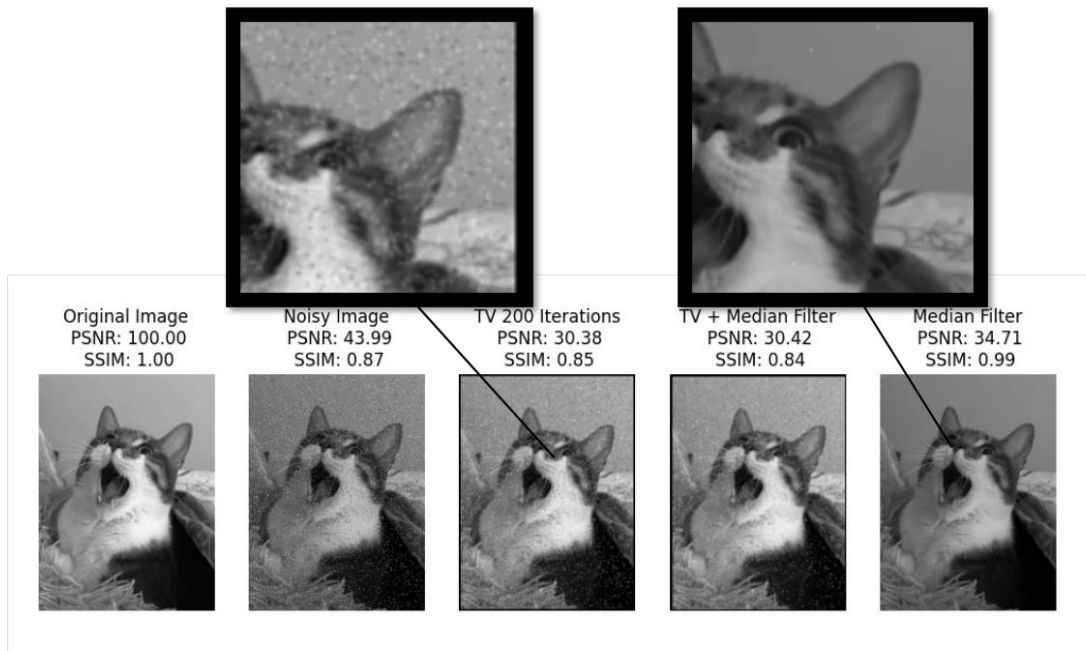 Original Image
PSNR: 100.00
SSIM: 1.00
Noisy Image
PSNR: 43.99
SSIM: 0.87
TV 200 Iterations
PSNR: 30.38
SSIM: 0.85
TV + Median Filter
PSNR: 30.42
SSIM: 0.84
Median Filter
PSNR: 34.71
SSIM: 0.99